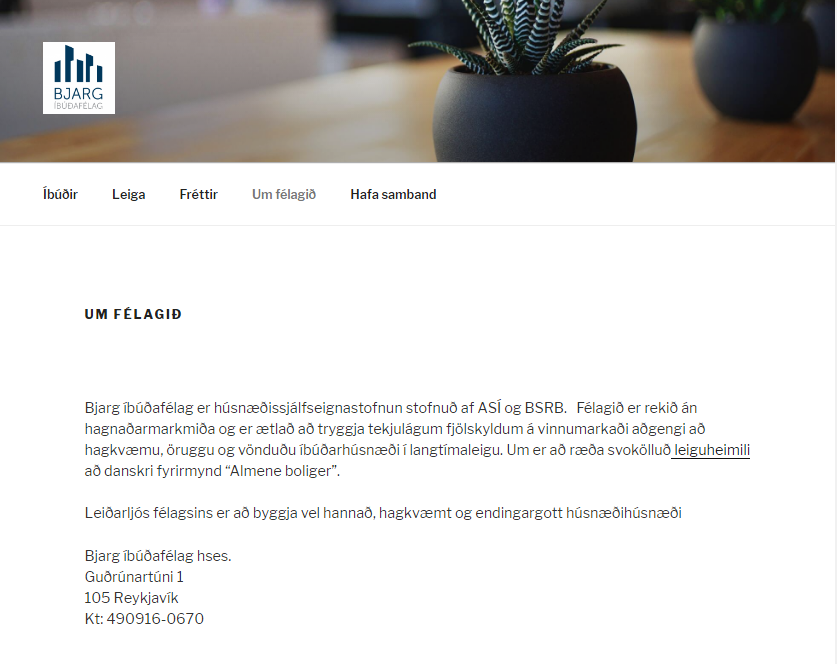 BJARG
ÍBÚÐAFÉLAG
Íbúðir Leiga Fréttir Um félagið Hafa samband
UM FÉLAGIÐ
Bjarg íbúðafélag er húsnæðissjálfseignastofnun stofnuð af ASÍ og BSRB. Félagið er rekið án
hagnaðarmarkmiða og er ætlað að tryggja tekjulágum fjölskyldum á vinnumarkaði aðgengi að
hagkvæmu, öruggu og vönduðu íbúðarhúsnæði í langtímaleigu. Um er að ræða svokölluð leiguheimili
að danskri fyrirmynd “Almene boliger”.
Leiðarljós félagsins er að byggja vel hannað, hagkvæmt og endingargott húsnæðihúsnæði
Bjarg íbúðafélag hses.
Guðrúnartúni 1
105 Reykjavík
Kt: 490916-0670